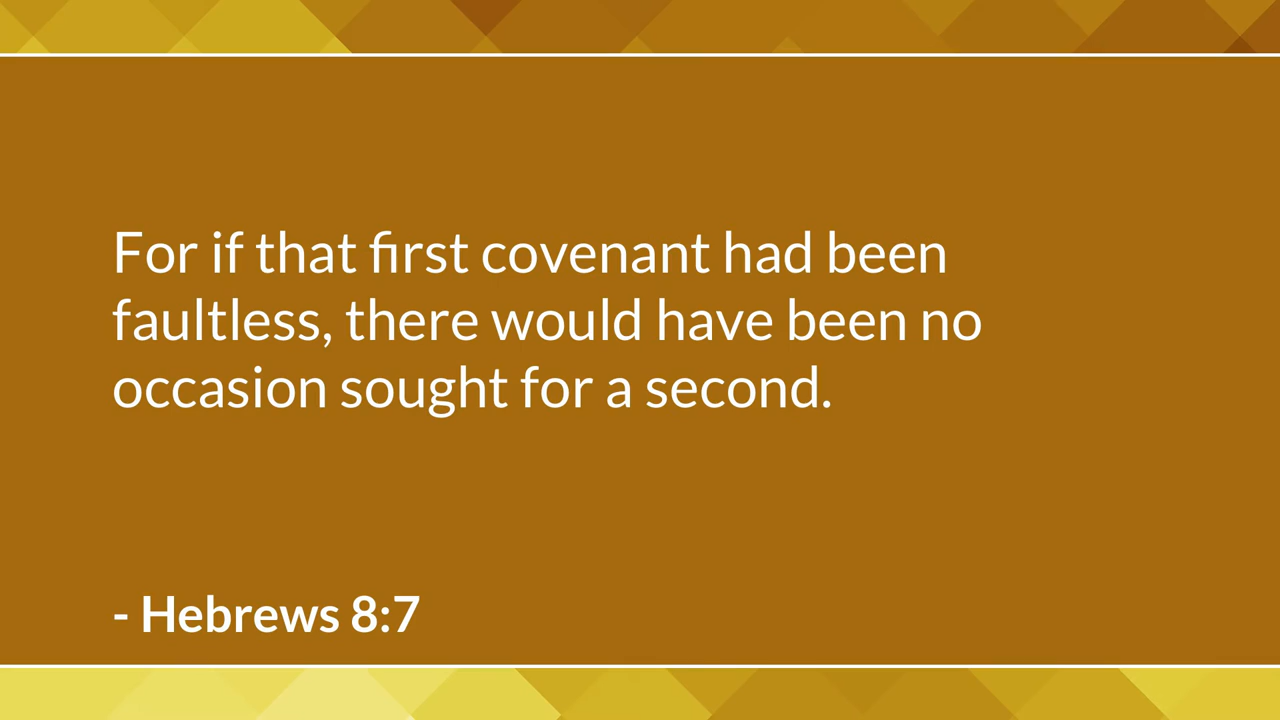 For if that first covenant had been
faultless, there would have been no
occasion sought for a second.
- Hebrews 8:7